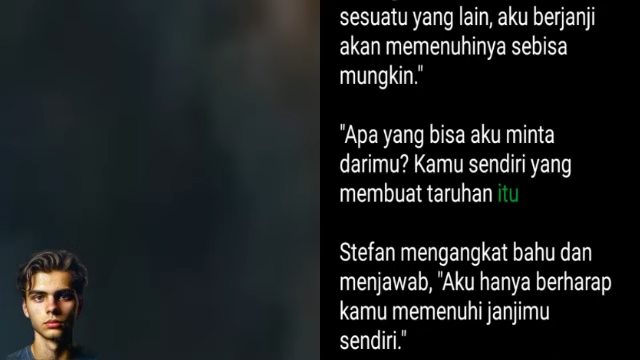 sesuatu yang lain, aku berjanji
akan memenuhinya sebisa
mungkin."
"Apa yang bisa aku minta
darimu? Kamu sendiri yang
membuat taruhan itu
Stefan mengangkat bahu dan
menjawab, "Aku hanya berharap
kamu memenuhi janjimu
sendiri."